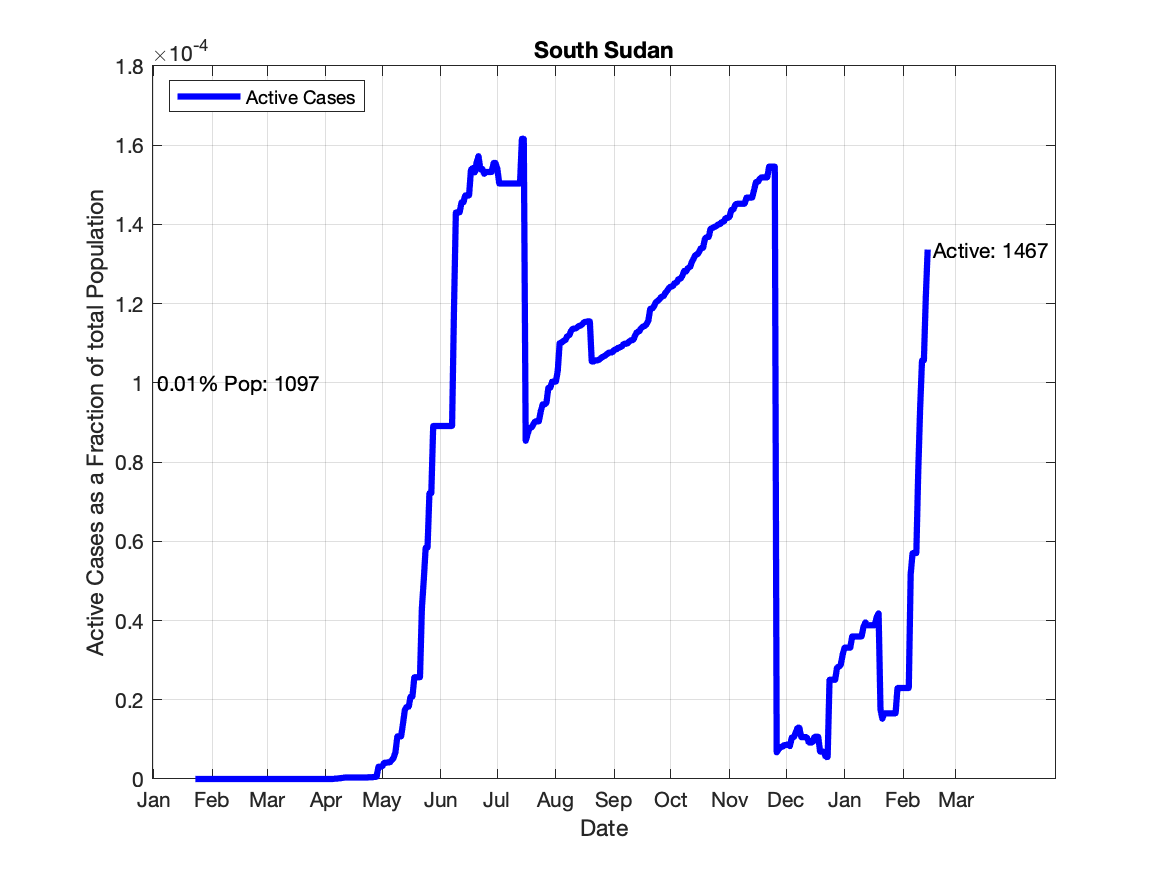 South Sudan
×10-4
1.8
1.6
1.4
1.2
1
0.8
0.6
0.4
0.2
0
Active Cases as a Fraction of total Population
Active Cases
Active: 1467
0.01% Pop: 1097
Jan Feb Mar Apr May Jun Jul Aug Sep Oct Nov Dec Jan Feb Mar
Date